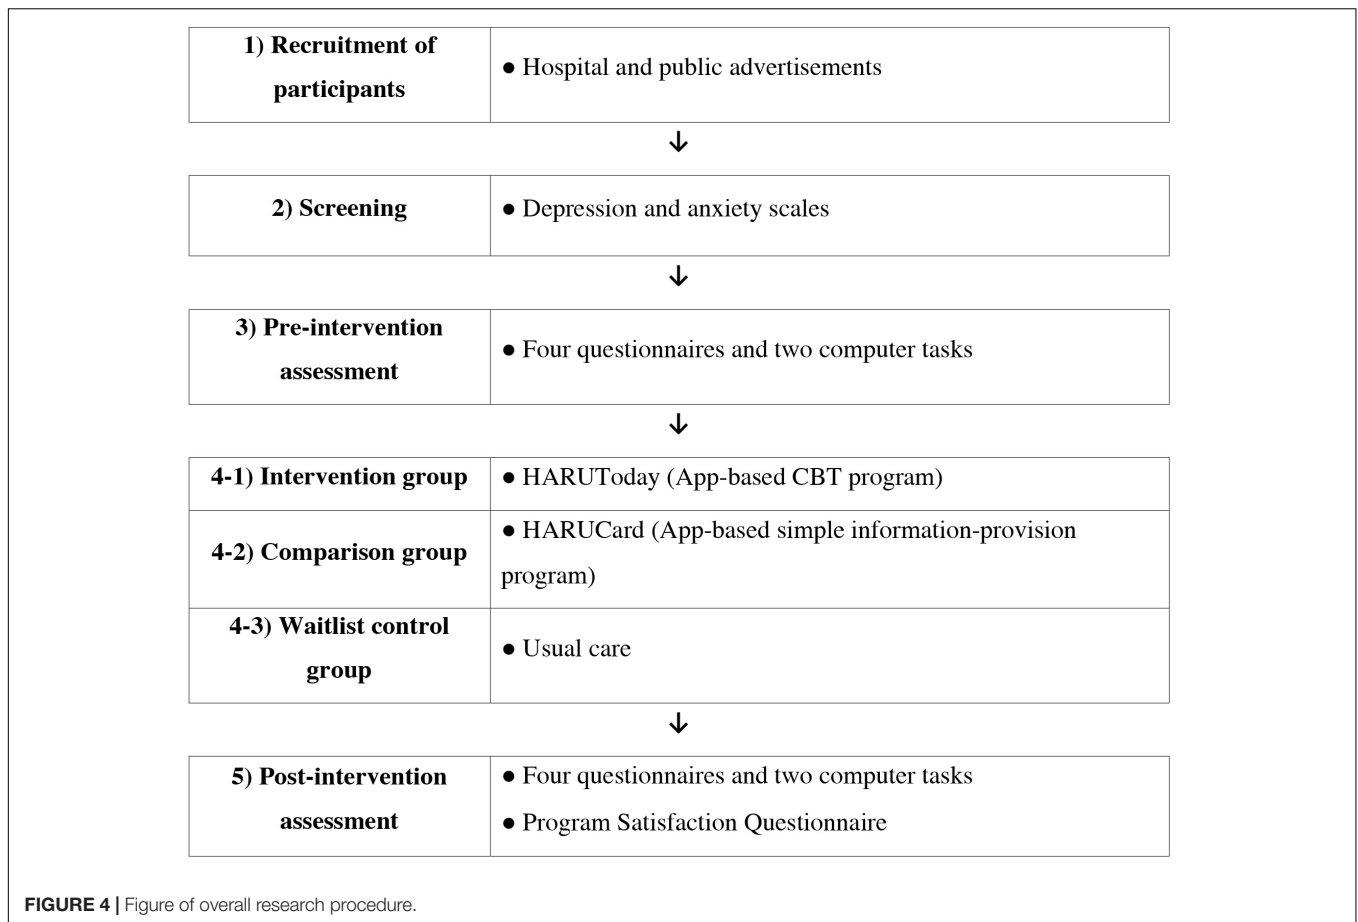 1) Recruitment of
participants
● Hospital and public advertisements
↓
2) Screening
● Depression and anxiety scales
↓
3) Pre-intervention
assessment
● Four questionnaires and two computer tasks
↓
4-1) Intervention group
● HARUToday (App-based CBT program)
4-2) Comparison group
● HARUCard (App-based simple information-provision
program)
4-3) Waitlist control
group
● Usual care
↓
5) Post-intervention
assessment
● Four questionnaires and two computer tasks
● Program Satisfaction Questionnaire
FIGURE 4 | Figure of overall research procedure.